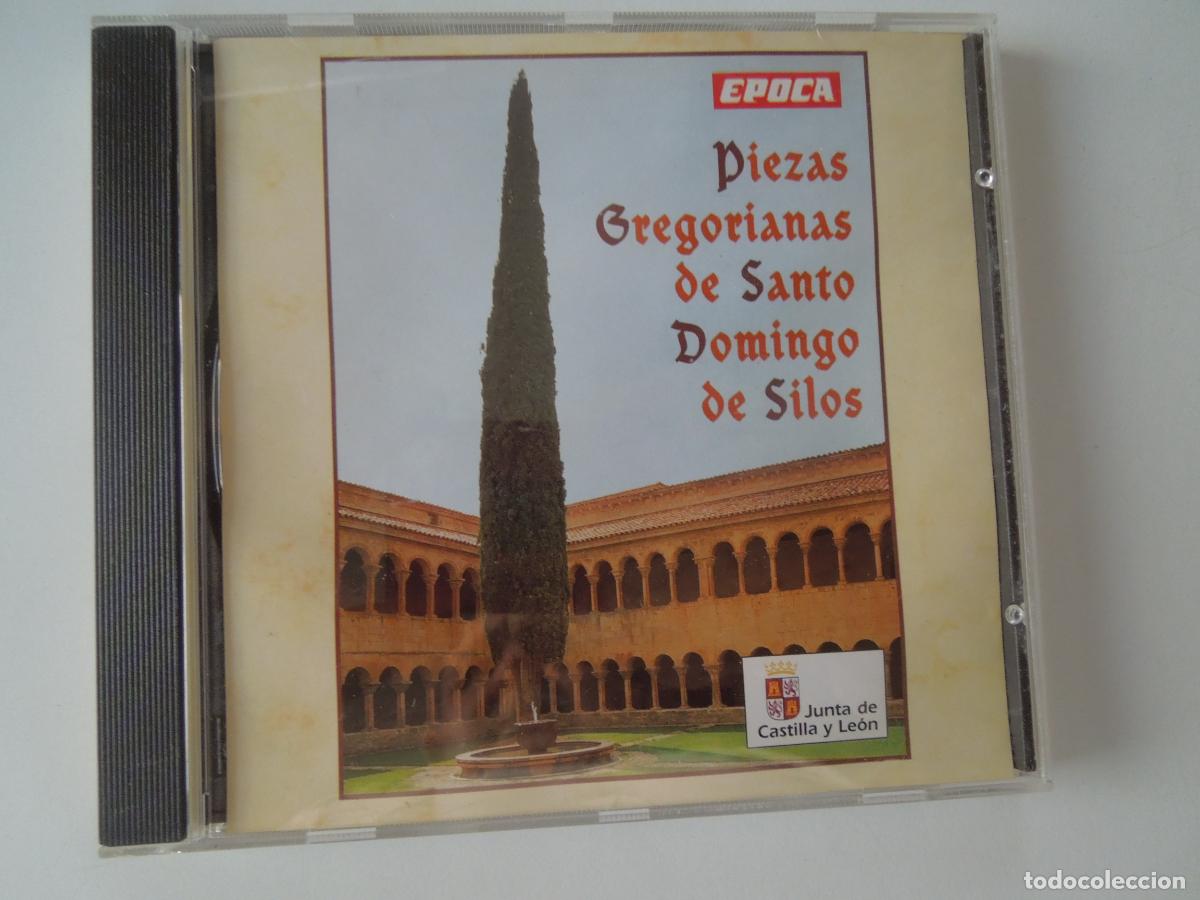 EPOCA
Piezas
Gregorianas
de Santo
Domingo
de Silos
Junta de
Castilla y León
todocoleccion